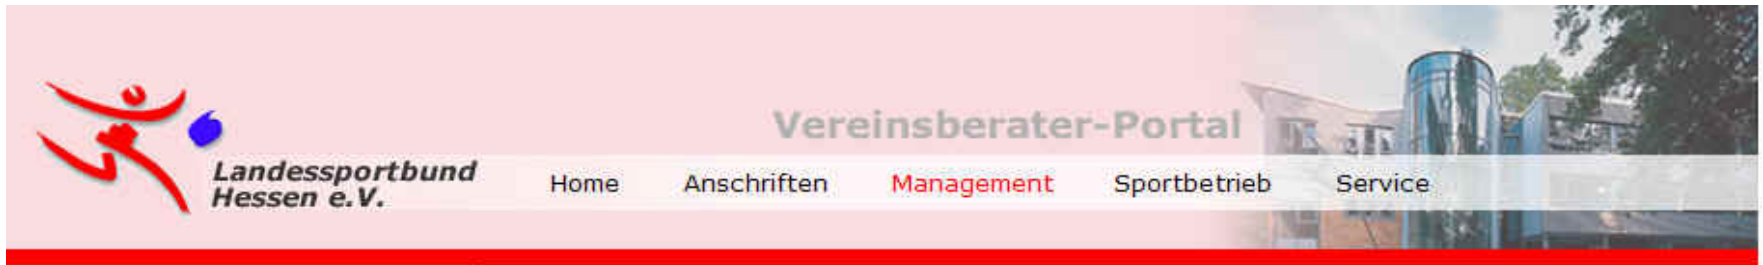 Vereinsberater-Portal
Landessportbund
Hessen e.V.
Home Anschriften Management Sportbetrieb Service